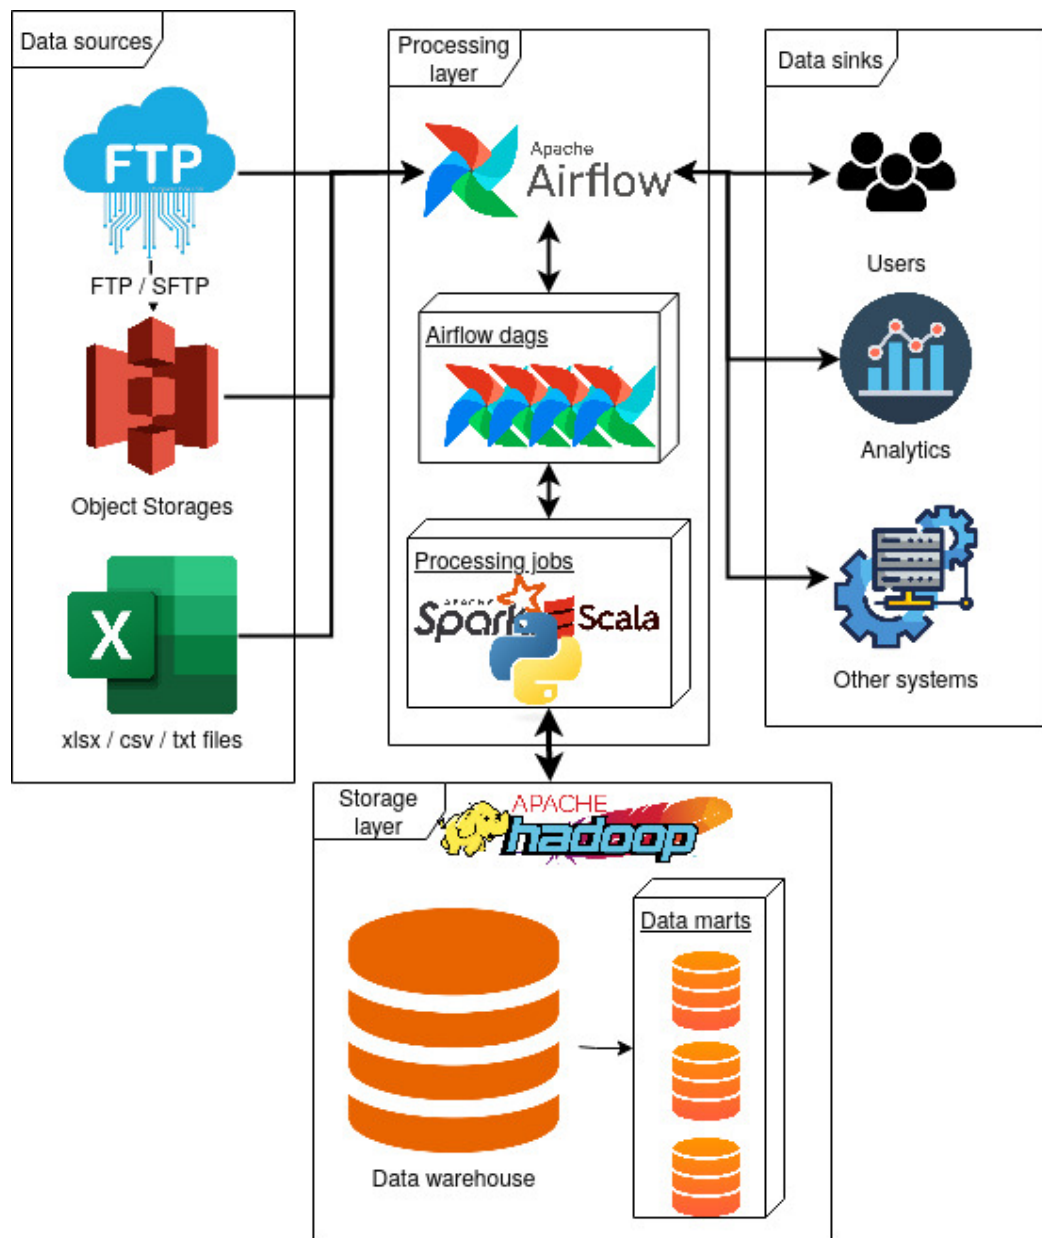 Data sources
FTP
FTP / SFTP
Object Storages
X
xlsx / csv / txt files
Processing
layer
Apache
Airflow
Airflow dags
Processing jobs
APACHE
Spark
Scala
Data sinks
Users
Analytics
Other systems
Storage
layer
APACHE
hadoop
Data warehouse
Data marts